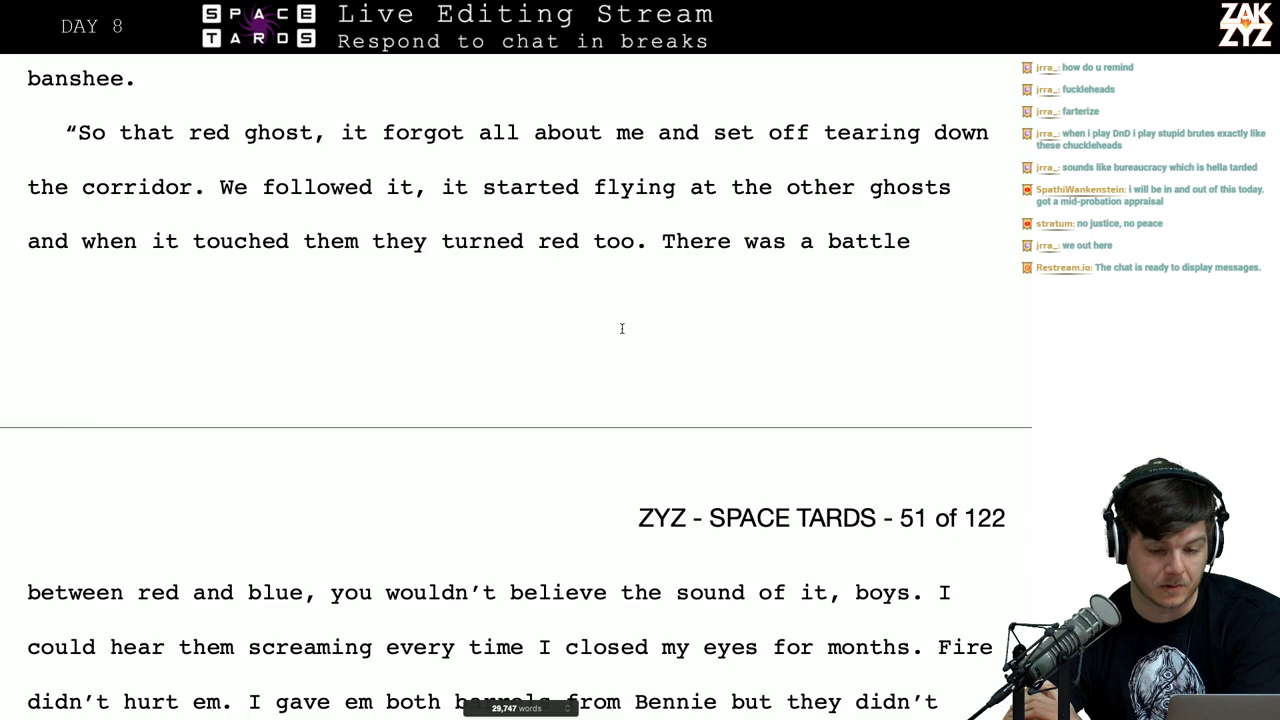 DAY 8
SPACE
TARDS
Live Editing Stream
Respond to chat in breaks
ZAK
ZYZ
banshee.
“So that red ghost, it forgot all about me and set off tearing down
the corridor. We followed it, it started flying at the other ghosts
and when it touched them they turned red too. There was a battle
ZYZ - SPACE TARDS - 51 of 122
between red and blue, you wouldn’t believe the sound of it, boys. I
could hear them screaming every time I closed my eyes for months. Fire
didn’t hurt em. I gave em both barrels from Bennie but they didn’t
29,747 words
jrra_: how do u remind
jrra_: fuckleheads
jrra_: farterize
jrra_: when i play DnD i play stupid brutes exactly like
these chuckleheads
jrra_: sounds like bureaucracy which is hella tarded
SpathiWankenstein: i will be in and out of this today.
got a mid-probation appraisal
stratum: no justice, no peace
jrra_: we out here
Restream.io: The chat is ready to display messages.